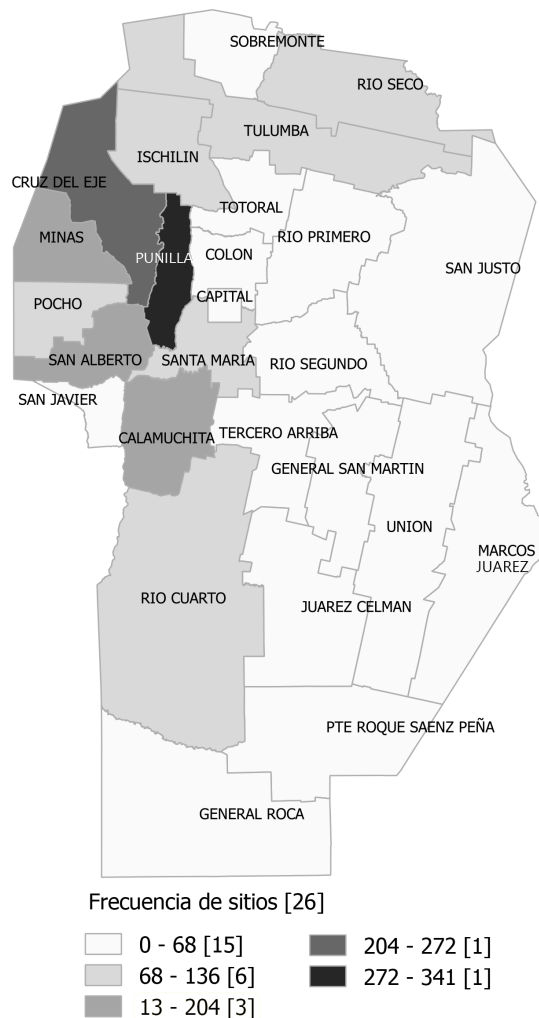 SOBREMONTE
RIO SECO
TULUMBA
ISCHILIN
CRUZ DEL EJE
TOTORAL
MINAS
RIO PRIMERO
PUNILLA
COLON
SAN JUSTO
CAPITAL
POCHO
SAN ALBERTO
SANTA MARIA
RIO SEGUNDO
SAN JAVIER
CALAMUCHITA
TERCERO ARRIBA
GENERAL SAN MARTIN
UNION
MARCOS
JUAREZ
RIO CUARTO
JUAREZ CELMAN
PTE ROQUE SAENZ PEÑA
GENERAL ROCA
Frecuencia de sitios [26]
0 - 68 [15]
68 - 136 [6]
13 - 204 [3]
204 - 272 [1]
272 - 341 [1]